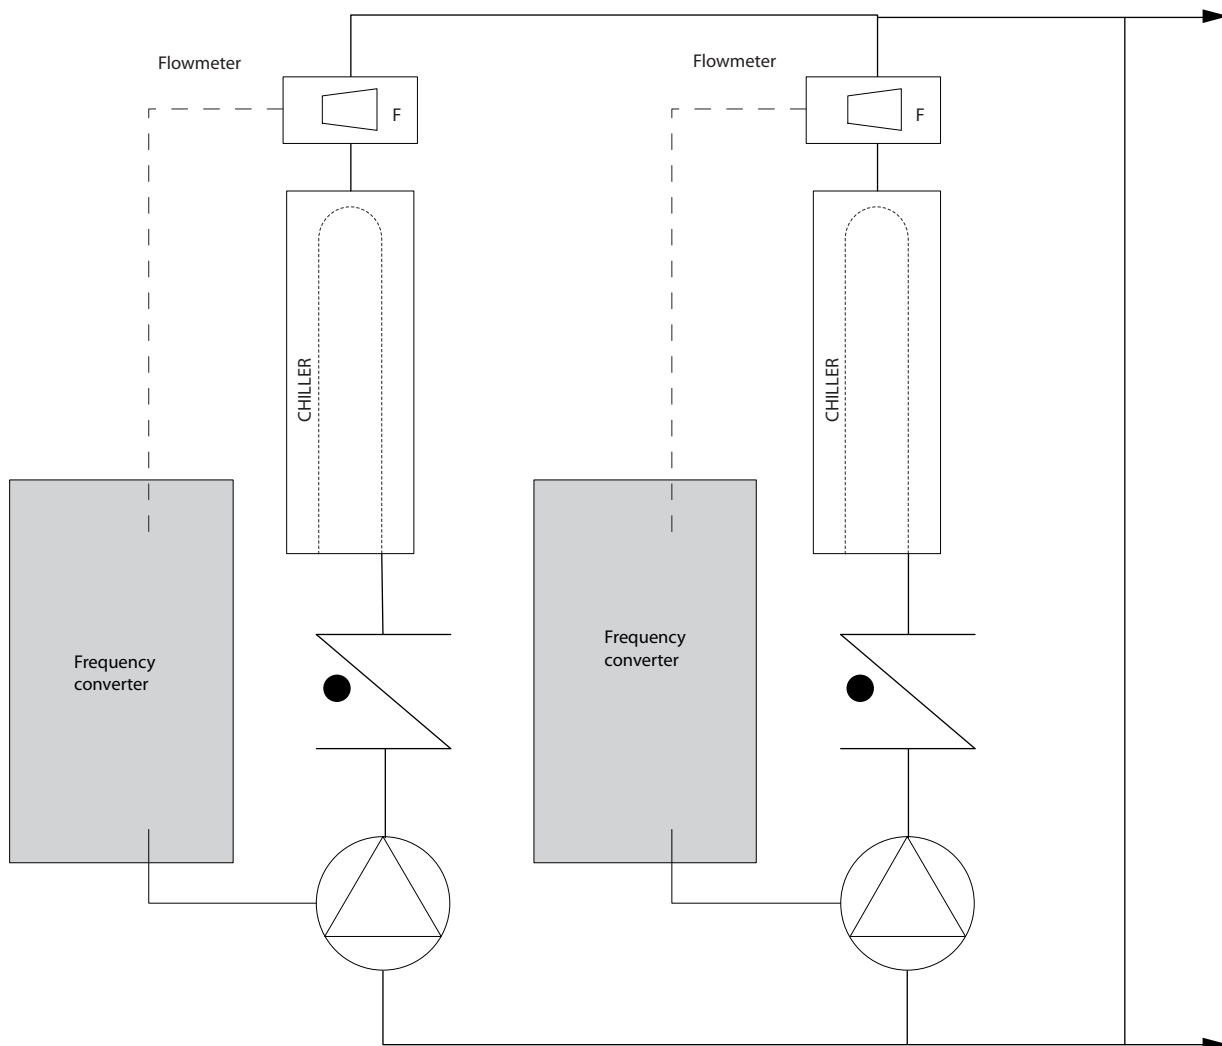 Flowmeter
Flowmeter
F
F
CHILLER
CHILLER
Frequency
converter
Frequency
converter